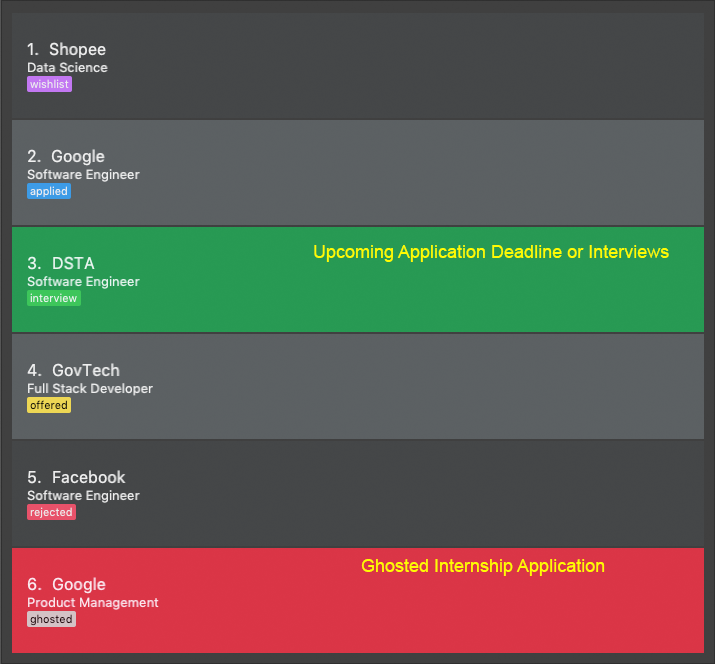 1. Shopee
Data Science
wishlist
2. Google
Software Engineer
applied
Upcoming Application Deadline or Interviews
3. DSTA
Software Engineer
interview
4. GovTech
Full Stack Developer
offered
5. Facebook
Software Engineer
rejected
Ghosted Internship Application
6. Google
Product Management
ghosted